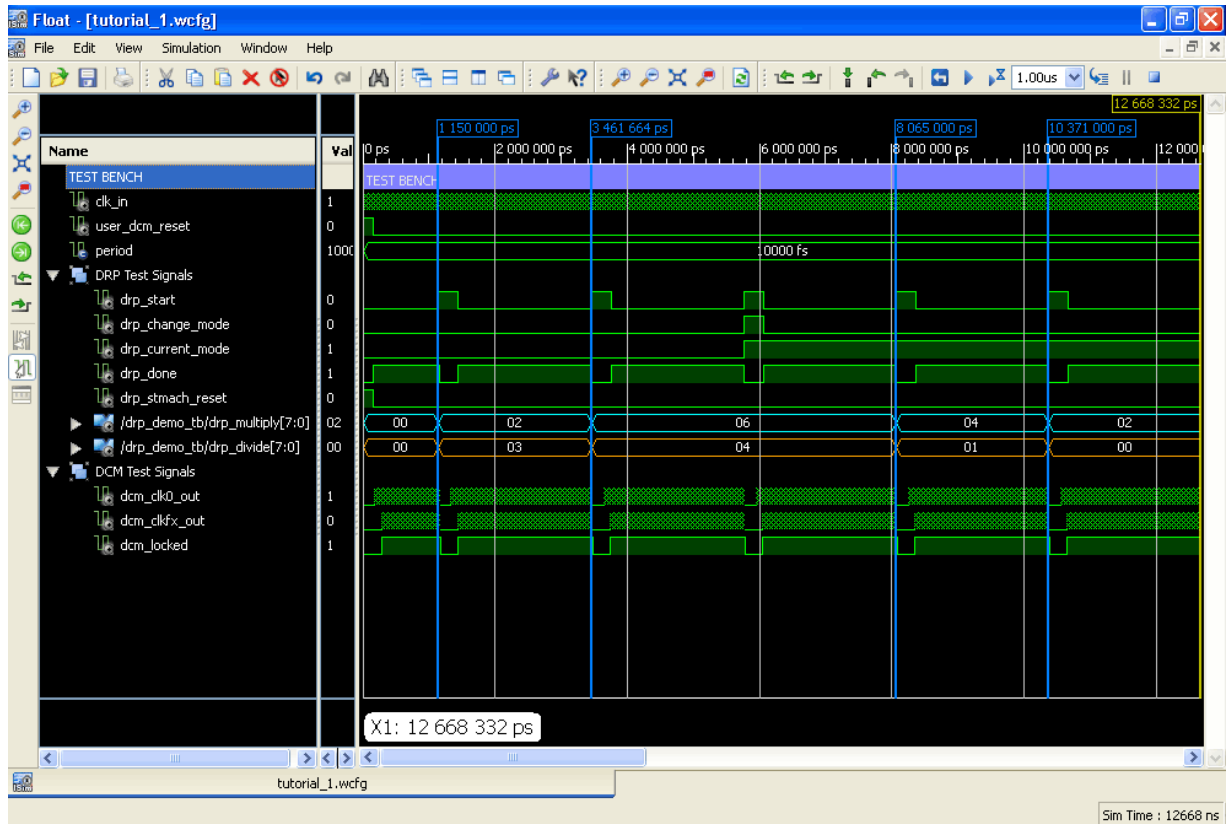 Float - [tutorial_1.wcfg]
File Edit View Simulation Window Help
1.00us
12 668 332 ps
1 150 000 ps 3 461 664 ps 8 065 000 ps 10 371 000 ps
Name Val 0 ps 2 000 000 ps 4 000 000 ps 6 000 000 ps 8 000 000 ps 10 000 000 ps 12 000
TEST BENCH TEST BENCH
clk_in 1
user_dcm_reset 0
period 1000 10000 fs
DRP Test Signals
drp_start 0
drp_change_mode 0
drp_current_mode 1
drp_done 1
drp_stmach_reset 0
/drp_demo_tb/drp_multiply[7:0] 02 00 02 06 04 02
/drp_demo_tb/drp_divide[7:0] 00 00 03 04 01 00
DCM Test Signals
dcm_clk0_out 1
dcm_clkfx_out 0
dcm_locked 1
X1: 12 668 332 ps
tutorial_1.wcfg
Sim Time : 12668 ns